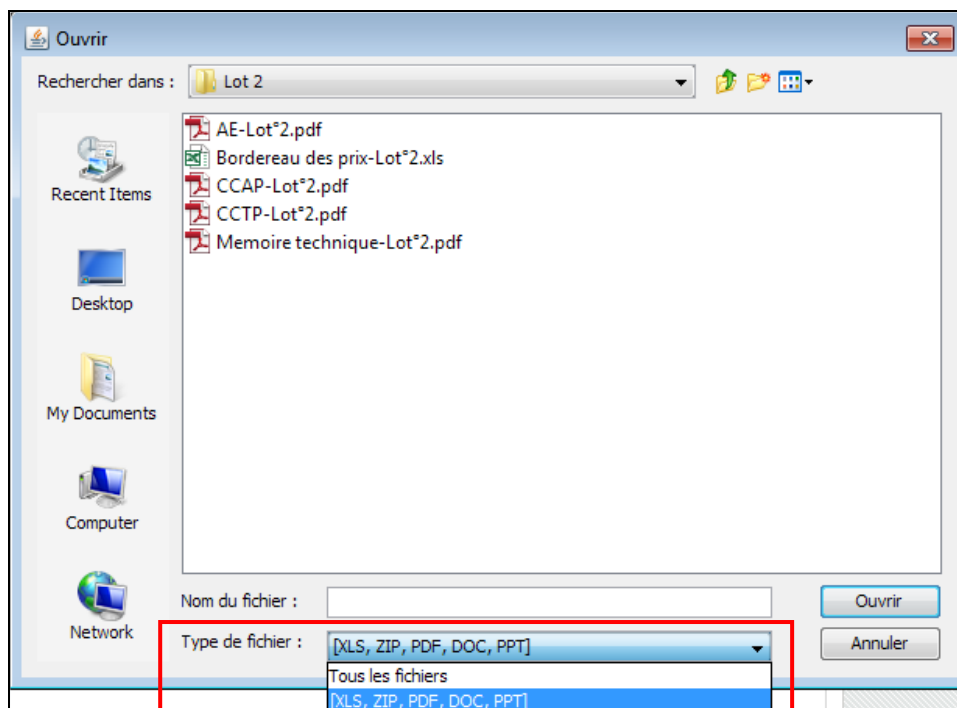 Ouvrir
Rechercher dans :
Lot 2
AE-Lot°2.pdf
Bordereau des prix-Lot°2.xls
CCAP-Lot°2.pdf
CCTP-Lot°2.pdf
Memoire technique-Lot°2.pdf
Recent Items
Desktop
My Documents
Computer
Network
Nom du fichier :
Ouvrir
Type de fichier :
[XLS, ZIP, PDF, DOC, PPT]
Annuler
Tous les fichiers
[XLS, ZIP, PDF, DOC, PPT]